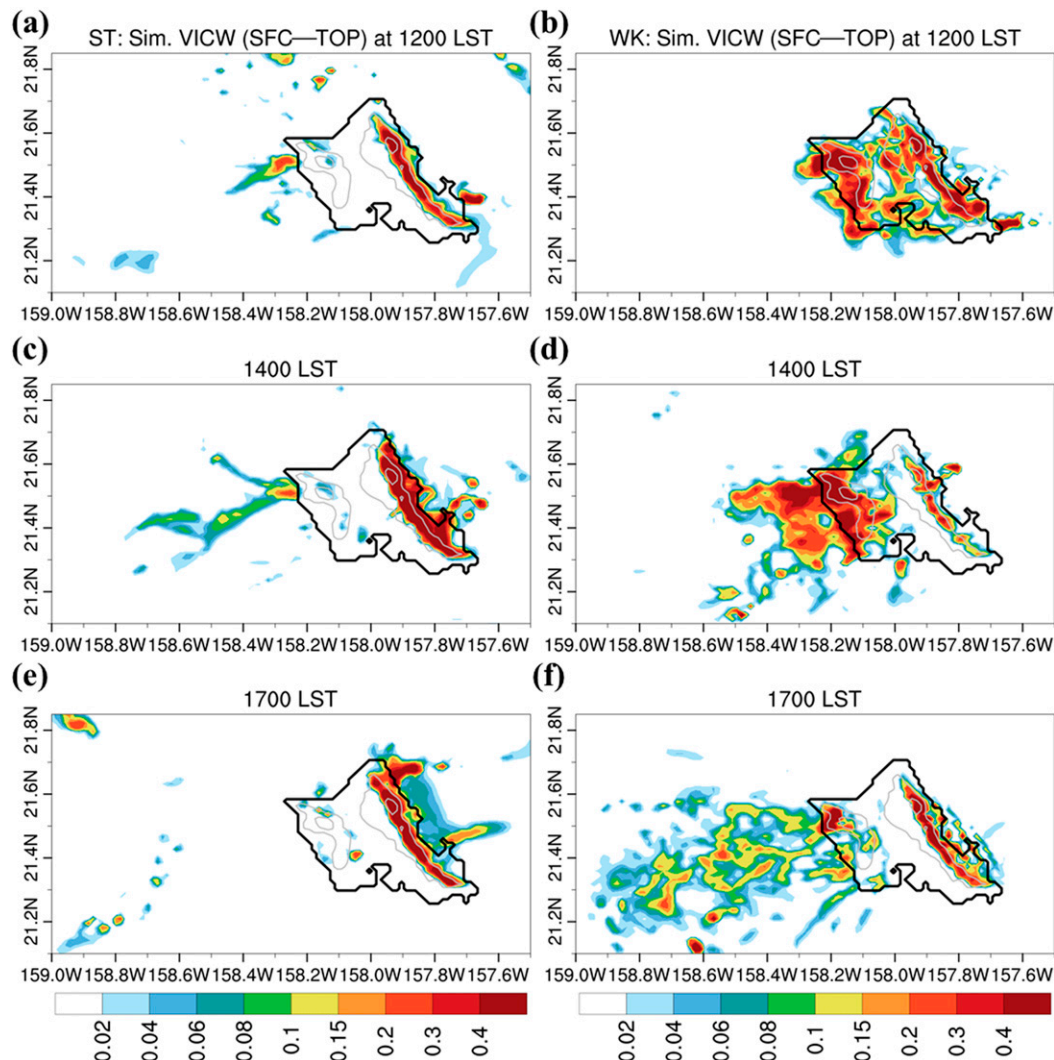 (a) (b)
ST: Sim. VICW (SFC—TOP) at 1200 LST WK: Sim. VICW (SFC—TOP) at 1200 LST
21.8N 21.8N
21.6N 21.6N
21.4N 21.4N
21.2N 21.2N
159.0W158.8W158.6W158.4W158.2W158.0W157.8W157.6W 159.0W158.8W158.6W158.4W158.2W158.0W157.8W157.6W
(c) (d)
1400 LST 1400 LST
21.8N 21.8N
21.6N 21.6N
21.4N 21.4N
21.2N 21.2N
159.0W158.8W158.6W158.4W158.2W158.0W157.8W157.6W 159.0W158.8W158.6W158.4W158.2W158.0W157.8W157.6W
(e) (f)
1700 LST 1700 LST
21.8N 21.8N
21.6N 21.6N
21.4N 21.4N
21.2N 21.2N
159.0W158.8W158.6W158.4W158.2W158.0W157.8W157.6W 159.0W158.8W158.6W158.4W158.2W158.0W157.8W157.6W
0.02 0.04 0.06 0.08 0.1 0.15 0.2 0.3 0.4 0.02 0.04 0.06 0.08 0.1 0.15 0.2 0.3 0.4